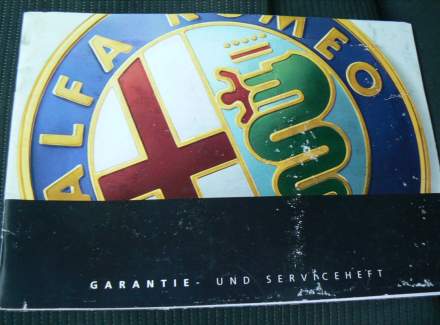 ALFA ROMEO
GARANTIE- UND SERVICEHEFT